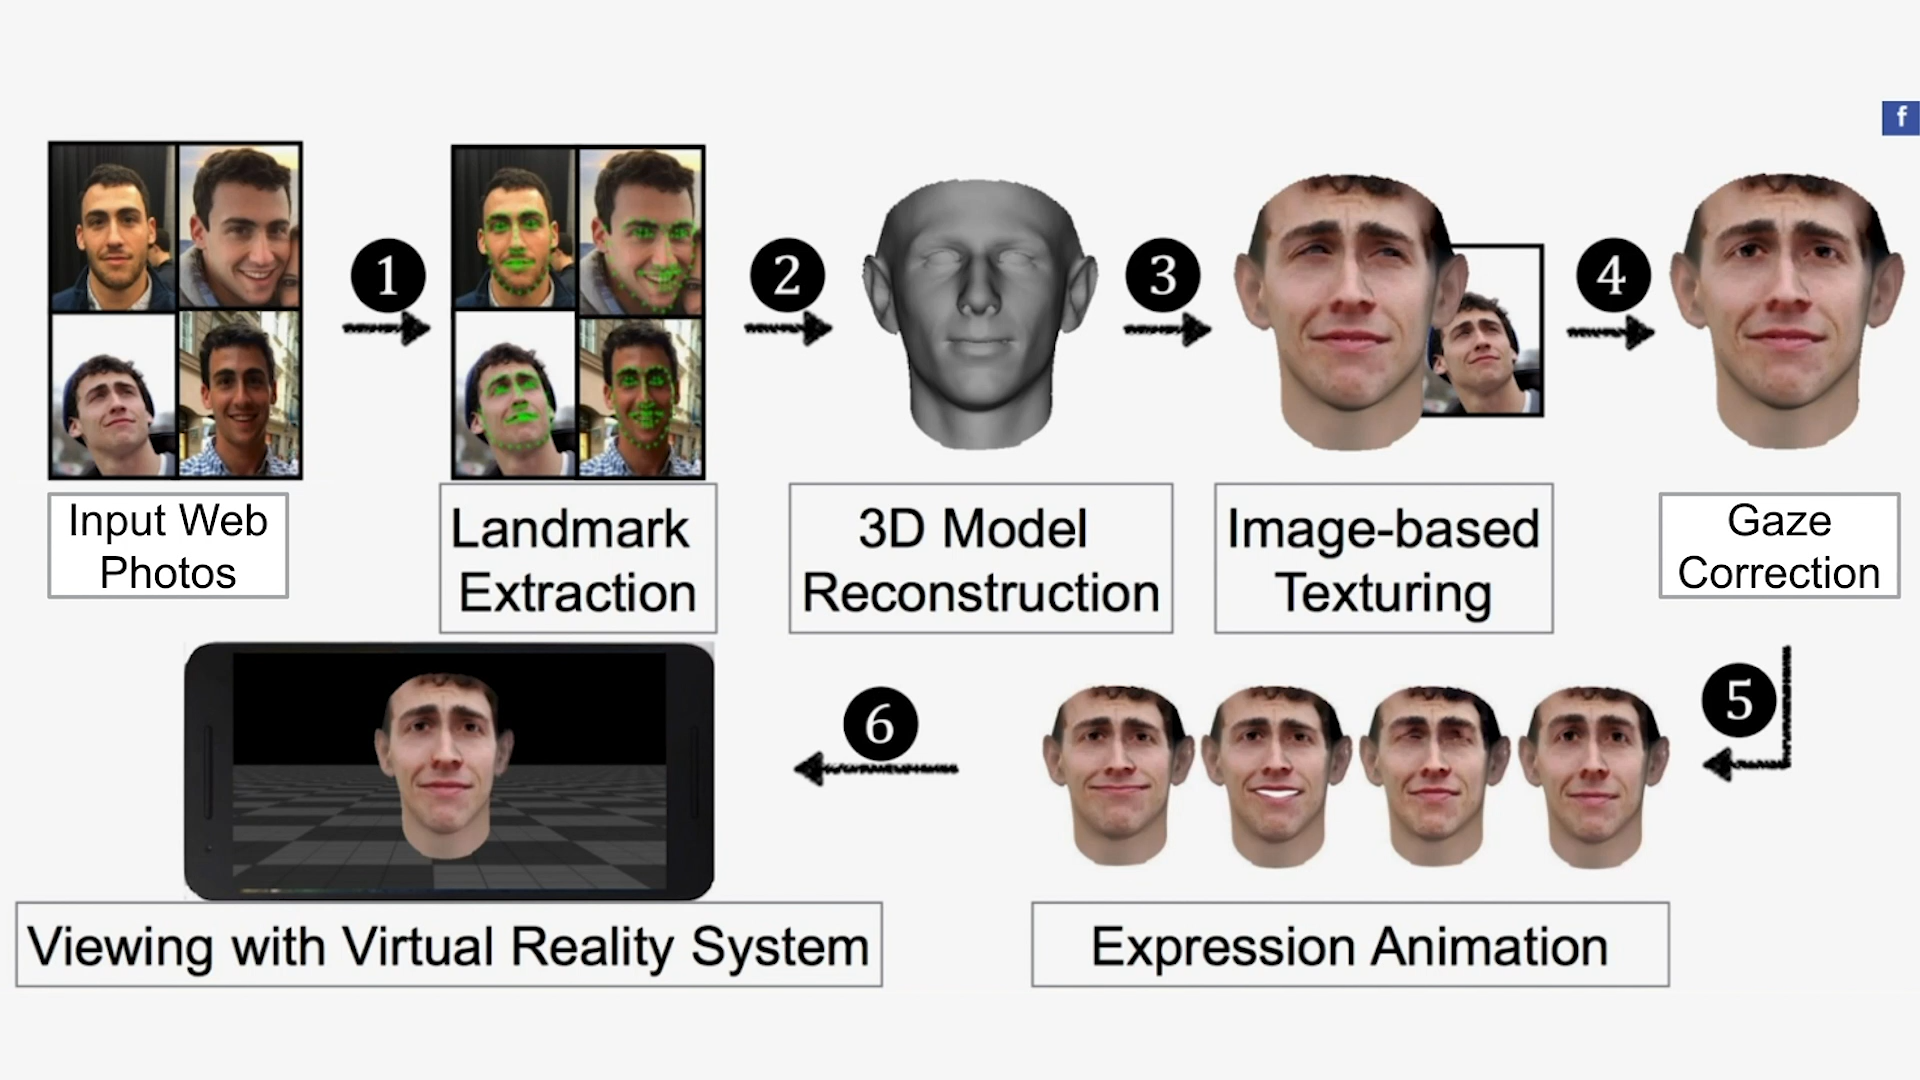 f
1
2
3
4
Input Web
Photos
Landmark
Extraction
3D Model
Reconstruction
Image-based
Texturing
Gaze
Correction
5
6
Viewing with Virtual Reality System
Expression Animation